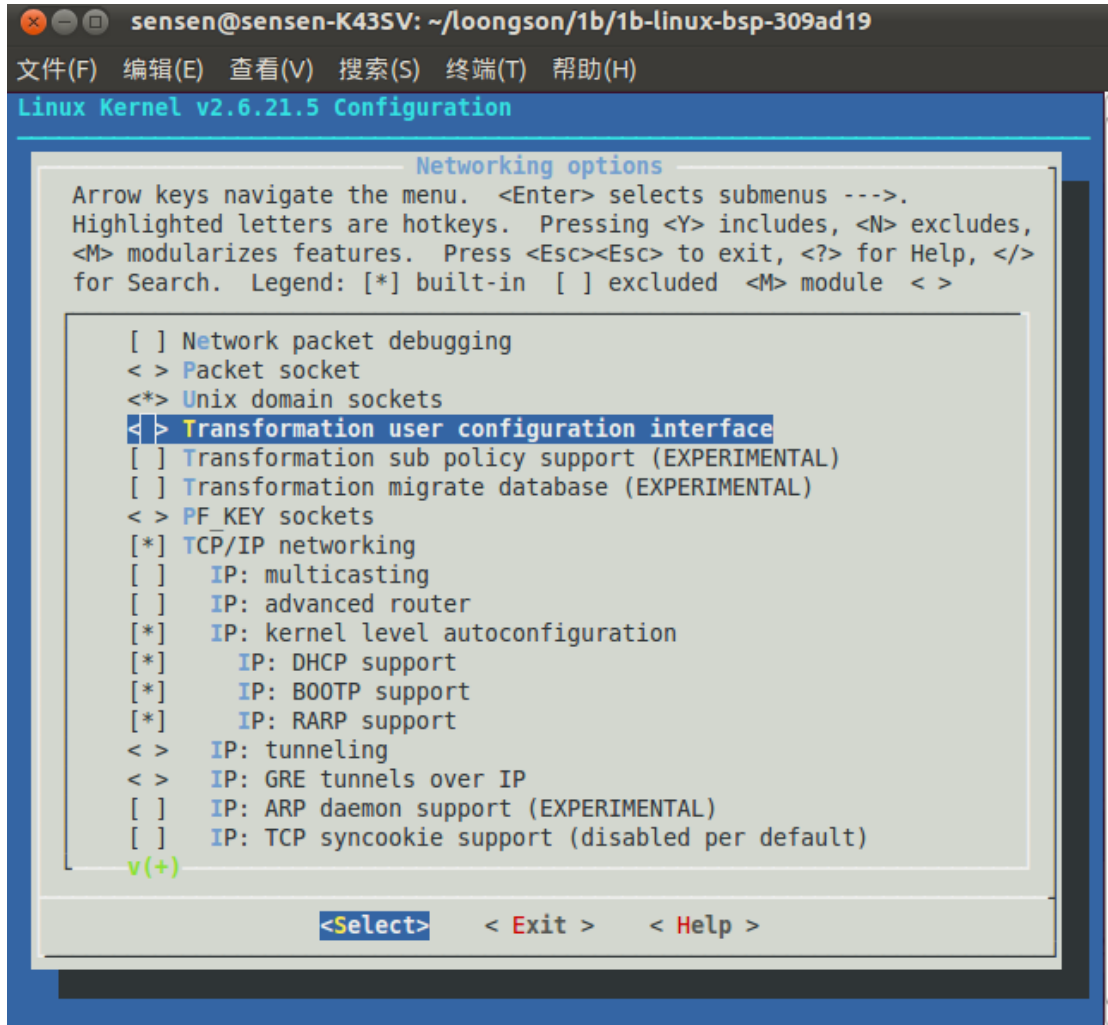 sensen@sensen-K43SV: ~/loongson/1b/1b-linux-bsp-309ad19
文件(F) 编辑(E) 查看(V) 搜索(S) 终端(T) 帮助(H)
Linux Kernel v2.6.21.5 Configuration
Networking options
Arrow keys navigate the menu.  <Enter> selects submenus --->.
Highlighted letters are hotkeys.  Pressing <Y> includes, <N> excludes,
<M> modularizes features.  Press <Esc><Esc> to exit, <?> for Help, </>
for Search.  Legend: [*] built-in  [ ] excluded  <M> module  < >
[ ] Network packet debugging
< > Packet socket
<*> Unix domain sockets
< > Transformation user configuration interface
[ ] Transformation sub policy support (EXPERIMENTAL)
[ ] Transformation migrate database (EXPERIMENTAL)
< > PF_KEY sockets
[*] TCP/IP networking
[ ]   IP: multicasting
[ ]   IP: advanced router
[*]   IP: kernel level autoconfiguration
[*]     IP: DHCP support
[*]     IP: BOOTP support
[*]     IP: RARP support
< >   IP: tunneling
< >   IP: GRE tunnels over IP
[ ]   IP: ARP daemon support (EXPERIMENTAL)
[ ]   IP: TCP syncookie support (disabled per default)
v(+)
<Select>    < Exit >    < Help >